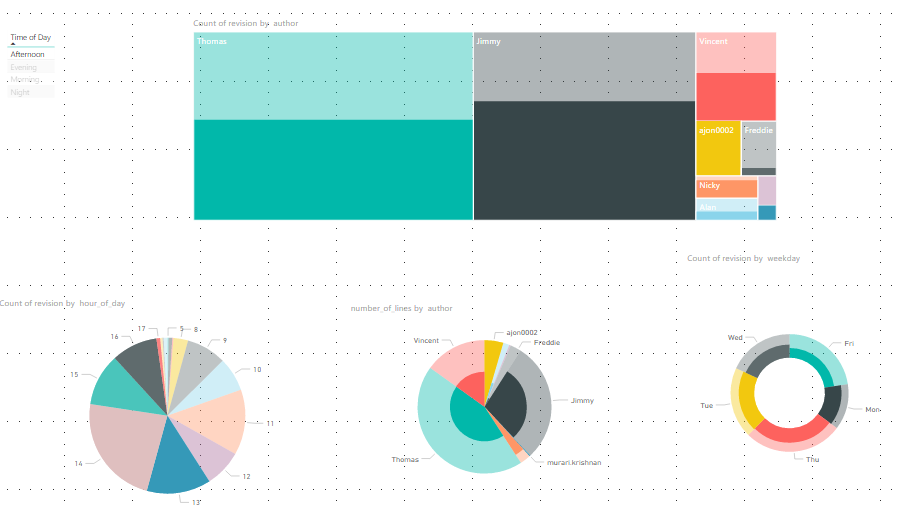 Count of revision by author
Time of Day
Afternoon
Evening
Morning
Night
Thomas
Jimmy
Vincent
ajon0002
Freddie
Nicky
Alan
Count of revision by weekday
Count of revision by hour_of_day
17
5
8
16
9
15
10
11
14
12
13
number_of_lines by author
ajon0002
Vincent
Freddie
Jimmy
Thomas
murari.krishnan
Wed
Fri
Tue
Mon
Thu